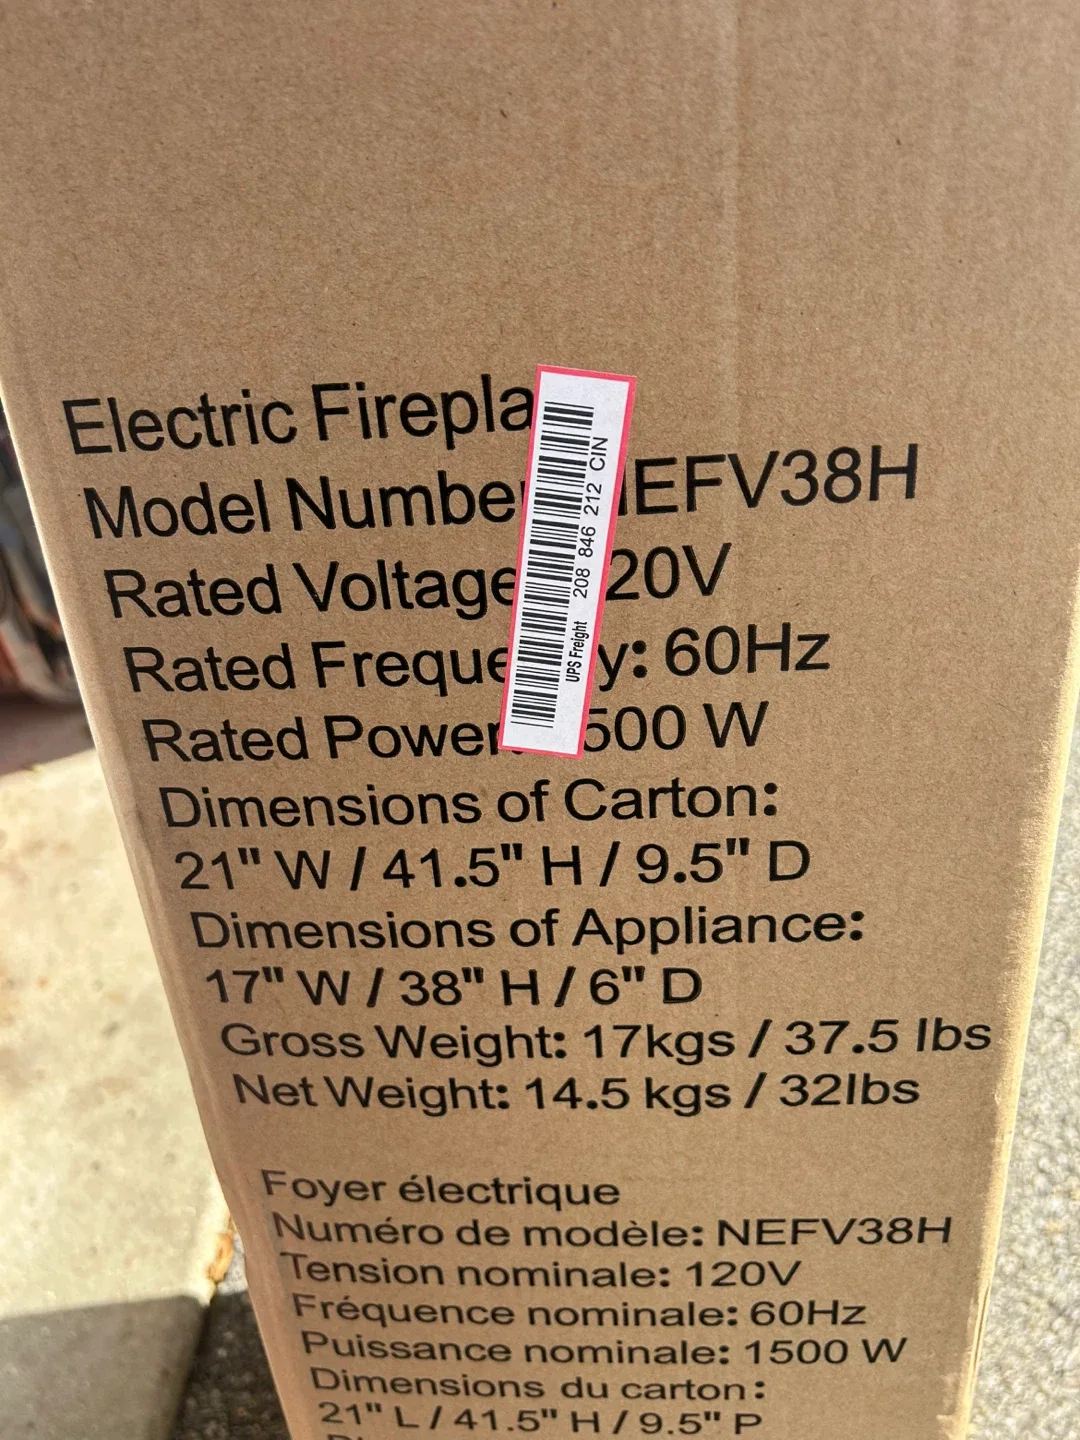 Electric Firepla
Model Number NEFV38H
Rated Voltage 20V
Rated Freque y: 60Hz
Rated Power: 500 W
Dimensions of Carton:
21" W / 41.5" H / 9.5" D
Dimensions of Appliance:
17" W / 38" H / 6" D
Gross Weight: 17kgs / 37.5 lbs
Net Weight: 14.5 kgs / 32lbs
UPS Freight 208 846 212 CIN
Foyer électrique
Numéro de modèle: NEFV38H
Tension nominale: 120V
Fréquence nominale: 60Hz
Puissance nominale: 1500 W
Dimensions du carton:
21" L / 41.5" H / 9.5" P